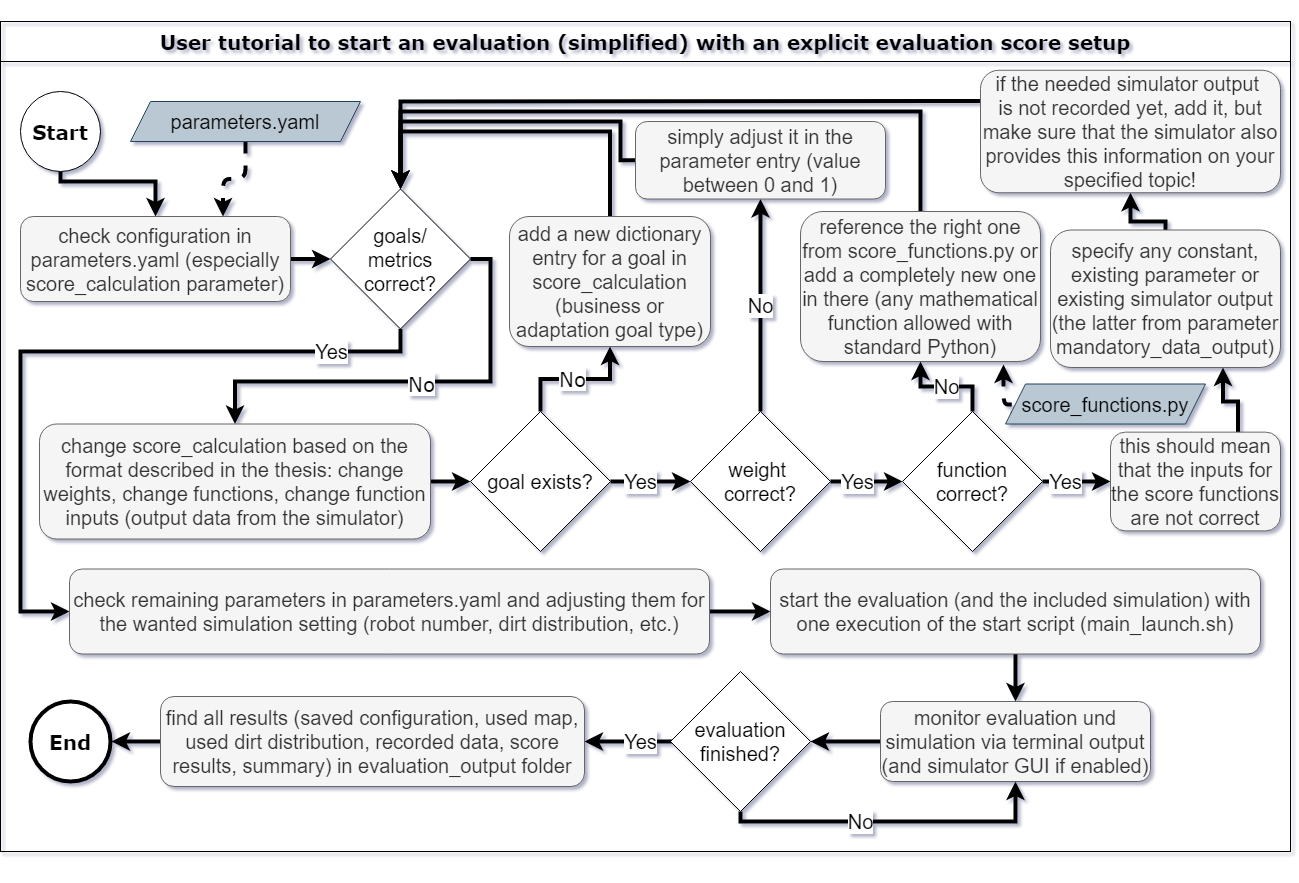 User tutorial to start an evaluation (simplified) with an explicit evaluation score setup
Start
parameters.yaml
check configuration in
parameters.yaml (especially
score_calculation parameter)
goals/
metrics
correct?
Yes
No
change score_calculation based on the
format described in the thesis: change
weights, change functions, change function
inputs (output data from the simulator)
goal exists?
No
add a new dictionary
entry for a goal in
score_calculation
(business or
adaptation goal type)
Yes
weight
correct?
No
simply adjust it in the
parameter entry (value
between 0 and 1)
Yes
function
correct?
No
reference the right one
from score_functions.py or
add a completely new one
in there (any mathematical
function allowed with
standard Python)
score_functions.py
Yes
this should mean
that the inputs for
the score functions
are not correct
specify any constant,
existing parameter or
existing simulator output
(the latter from parameter
mandatory_data_output)
if the needed simulator output
is not recorded yet, add it, but
make sure that the simulator also
provides this information on your
specified topic!
check remaining parameters in parameters.yaml and adjusting them for
the wanted simulation setting (robot number, dirt distribution, etc.)
start the evaluation (and the included simulation) with
one execution of the start script (main_launch.sh)
monitor evaluation und
simulation via terminal output
(and simulator GUI if enabled)
evaluation
finished?
No
Yes
find all results (saved configuration, used map,
used dirt distribution, recorded data, score
results, summary) in evaluation_output folder
End